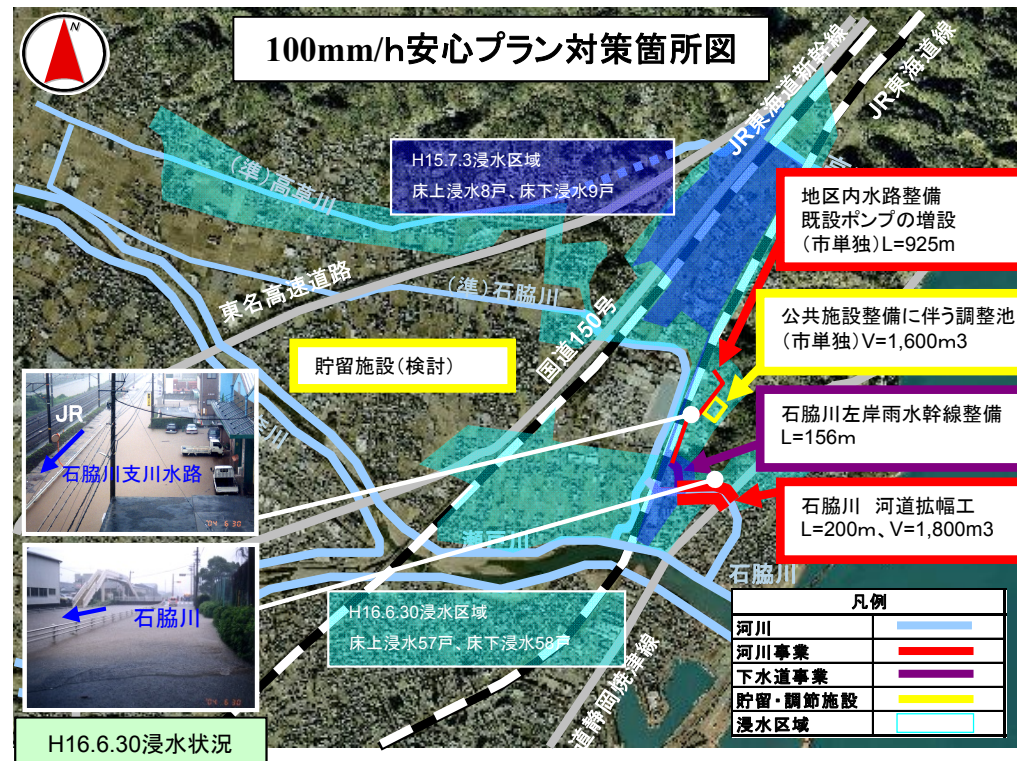 N
100mm/h安心プラン対策箇所図
JR東海道新幹線
JR東海道線
H15.7.3浸水区域
床上浸水8戸、床下浸水9戸
(準)高草川
地区内水路整備
既設ポンプの増設
(市単独)L=925m
東名高速道路
(準)石脇川
国道150号
公共施設整備に伴う調整池
(市単独)V=1,600m3
貯留施設(検討)
石脇川左岸雨水幹線整備
L=156m
JR
石脇川支川水路
'04 6 30
石脇川 河道拡幅工
L=200m、V=1,800m3
瀬戸川
石脇川
石脇川
'04 6 30
H16.6.30浸水区域
床上浸水57戸、床下浸水58戸
道静岡焼津線
凡例
河川
河川事業
下水道事業
貯留・調節施設
浸水区域
H16.6.30浸水状況